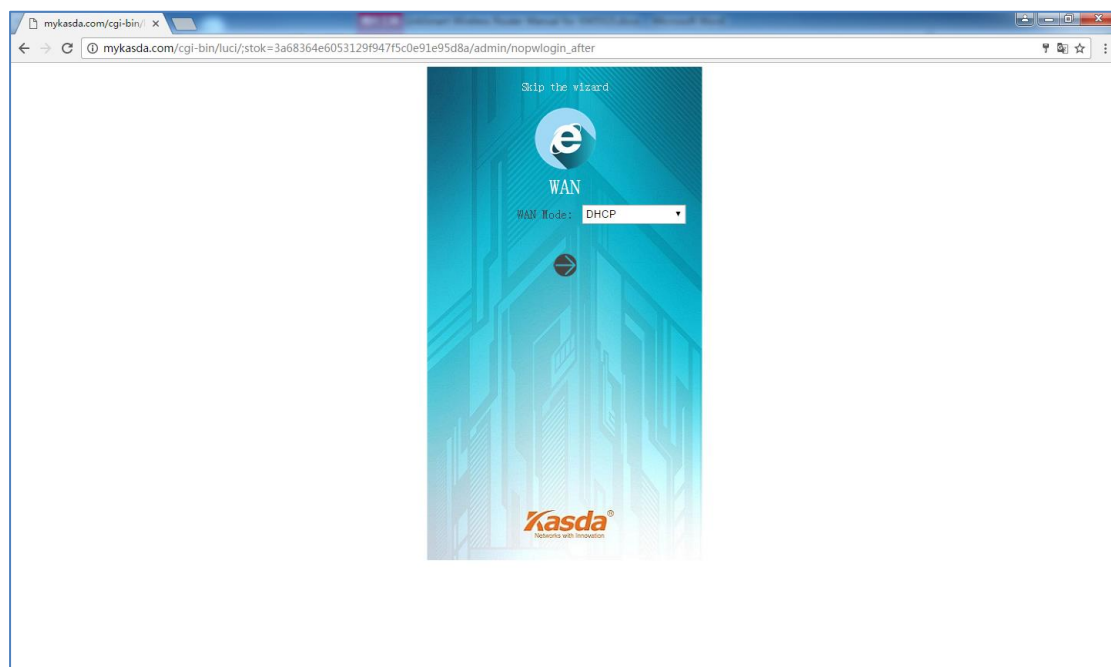 mykasda.com/cgi-bin/l
mykasda.com/cgi-bin/luci/;stok=3a68364e6053129f947f5c0e91e95d8a/admin/nopwlogin_after
Skip the wizard
WAN
WAN Mode:
DHCP
Kasda®
Networks with Innovation